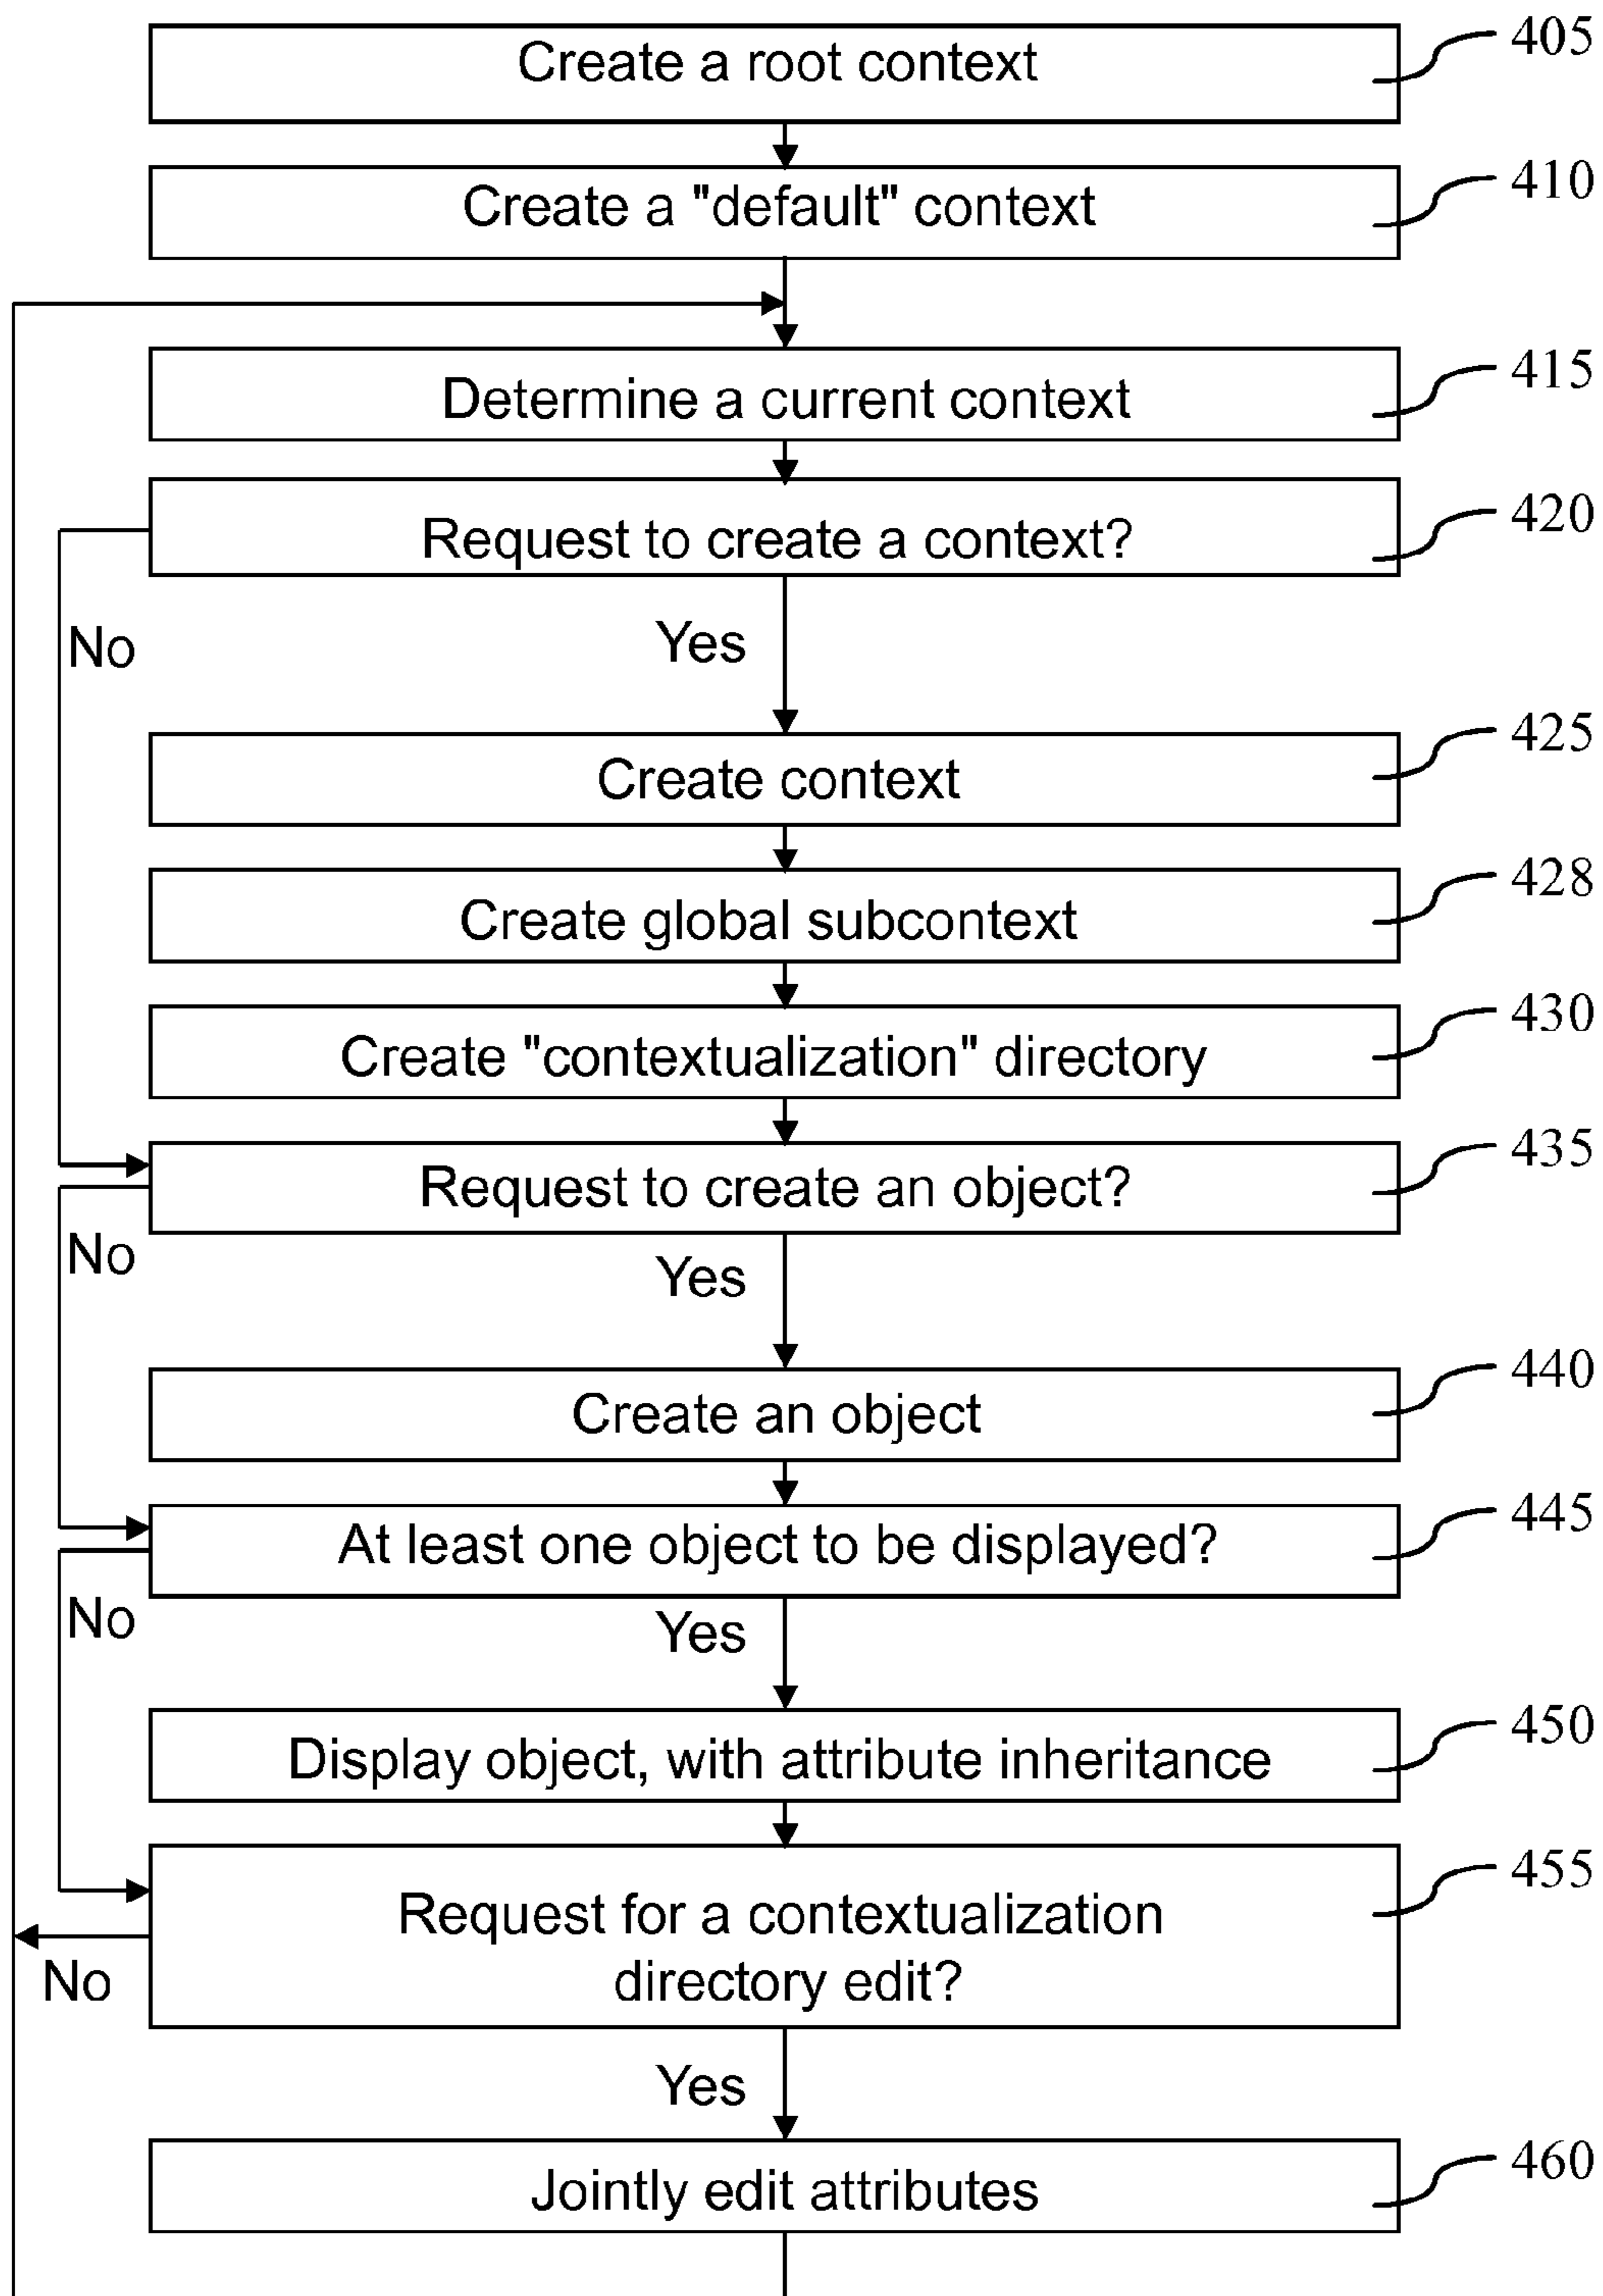 Create a root context
405
Create a "default" context
410
Determine a current context
415
Request to create a context?
420
No
Yes
Create context
425
Create global subcontext
428
Create "contextualization" directory
430
Request to create an object?
435
No
Yes
Create an object
440
At least one object to be displayed?
445
No
Yes
Display object, with attribute inheritance
450
Request for a contextualization
directory edit?
455
No
Yes
Jointly edit attributes
460